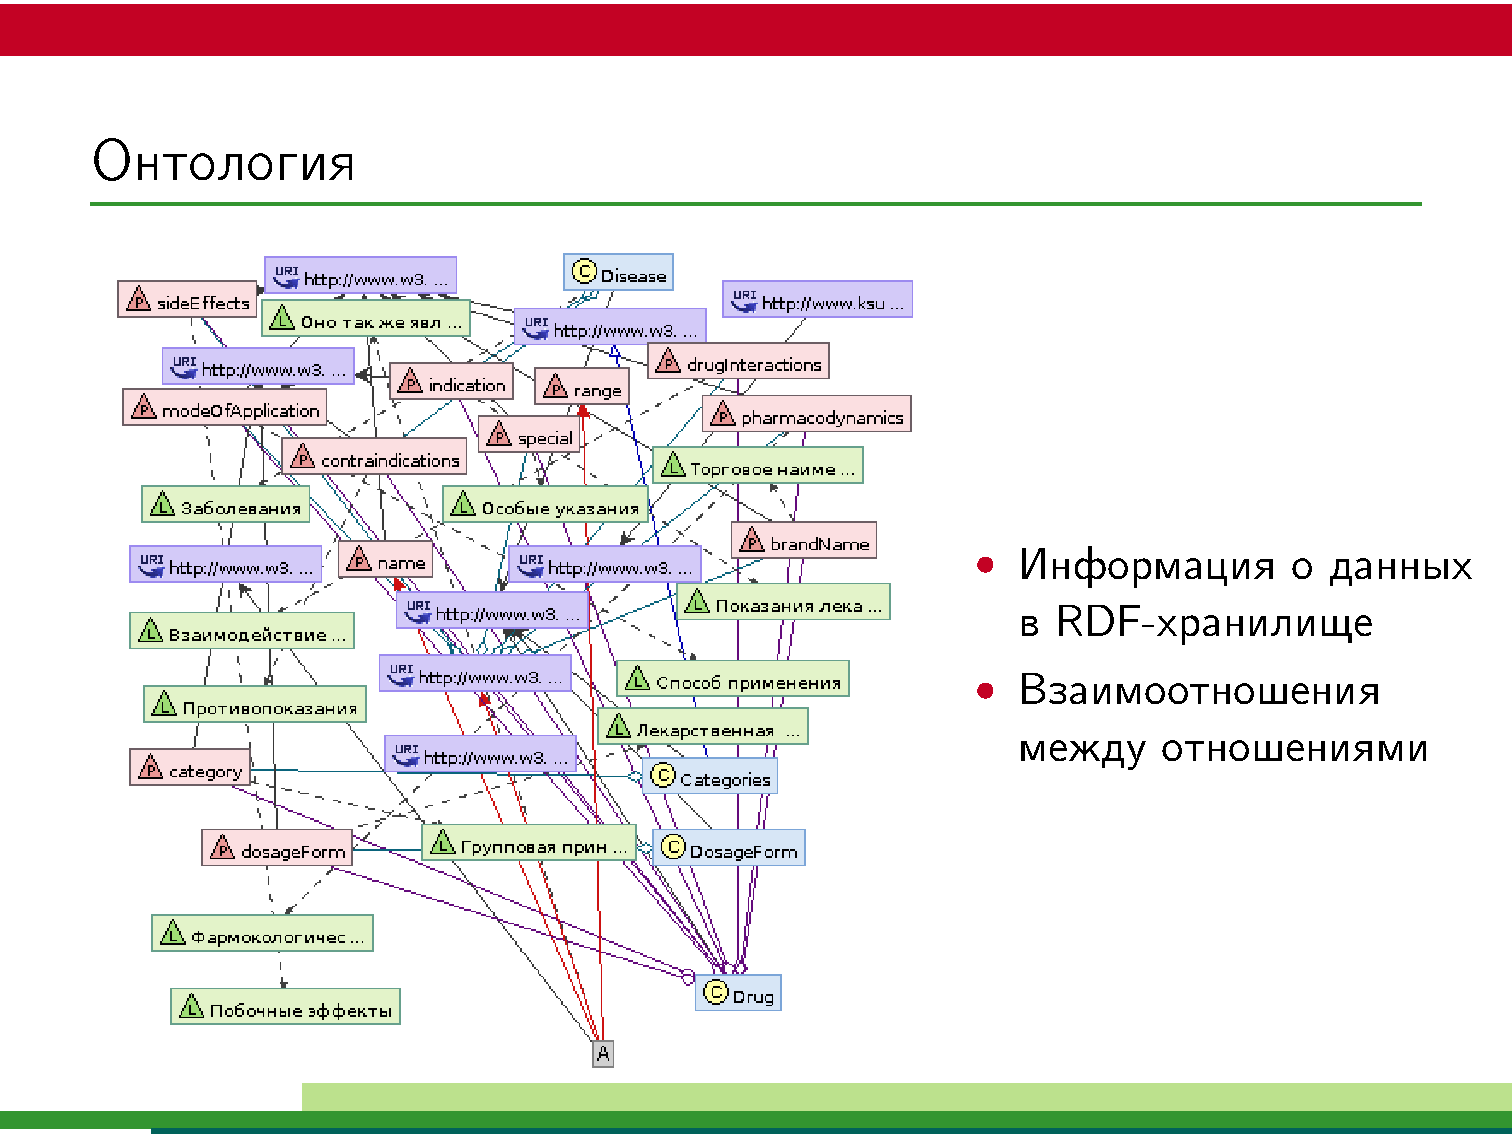 Онтология
URI http://www.w3. ...
C Disease
P sideEffects
URI http://www.ksu ...
L Оно так же явл ...
URI http://www.w3. ...
URI http://www.w3. ...
P drugInteractions
P indication
P range
P modeOfApplication
P pharmacodynamics
P special
P contraindications
L Торговое наиме ...
L Заболевания
L Особые указания
P brandName
URI http://www.w3. ...
P name
URI http://www.w3. ...
URI http://www.w3. ...
L Показания лека ...
L Взаимодействие ...
URI http://www.w3. ...
L Способ применения
L Противопоказания
L Лекарственная ...
URI http://www.w3. ...
P category
C Categories
P dosageForm
L Групповая прин ...
C DosageForm
L Фармокологичес ...
C Drug
L Побочные эффекты
A
• Информация о данных
в RDF-хранилище
• Взаимоотношения
между отношениями